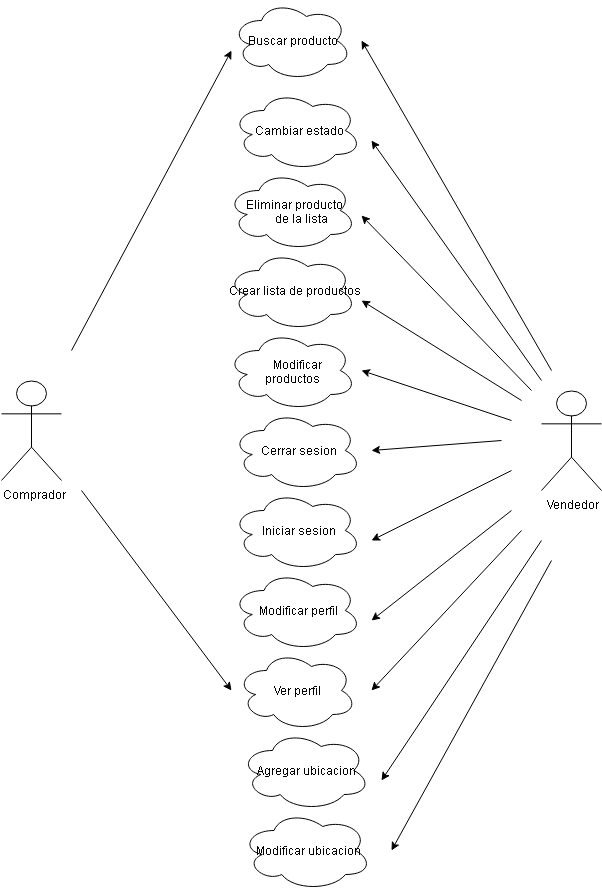 Buscar producto
Cambiar estado
Eliminar producto
de la lista
Crear lista de productos
Modificar
productos
Cerrar sesion
Comprador
Vendedor
Iniciar sesion
Modificar perfil
Ver perfil
Agregar ubicacion
Modificar ubicacion